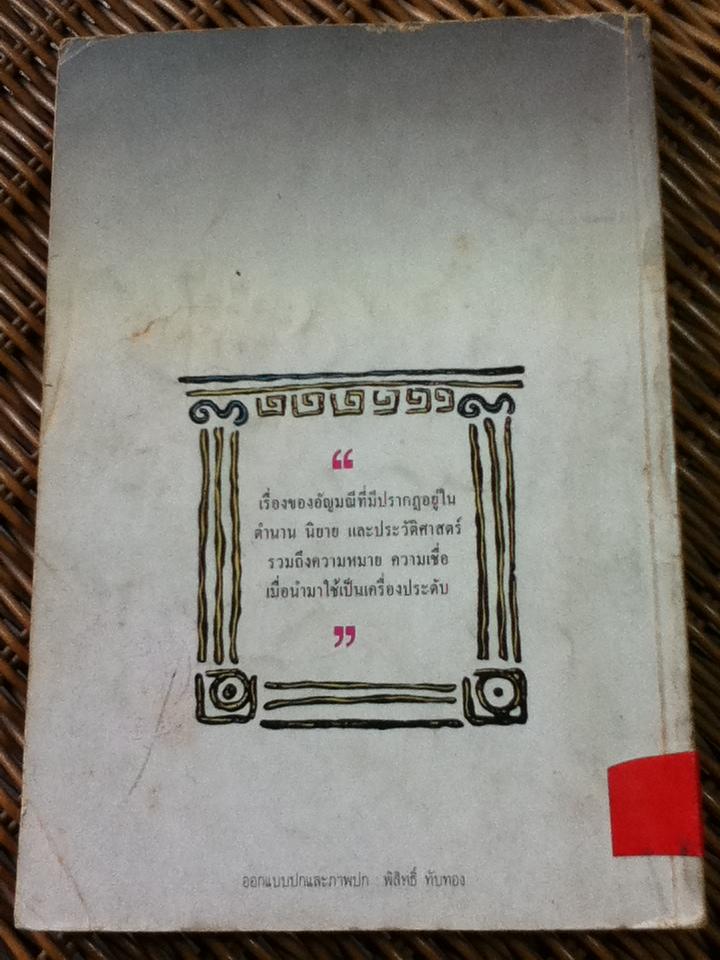 “
เรื่องของอัญมณีที่มีปรากฏอยู่ใน
ตำนาน นิยาย และประวัติศาสตร์
รวมถึงความหมาย ความเชื่อ
เมื่อนำมาใช้เป็นเครื่องประดับ
”
ออกแบบปกและภาพปก : พิสิทธิ์ ทับทอง